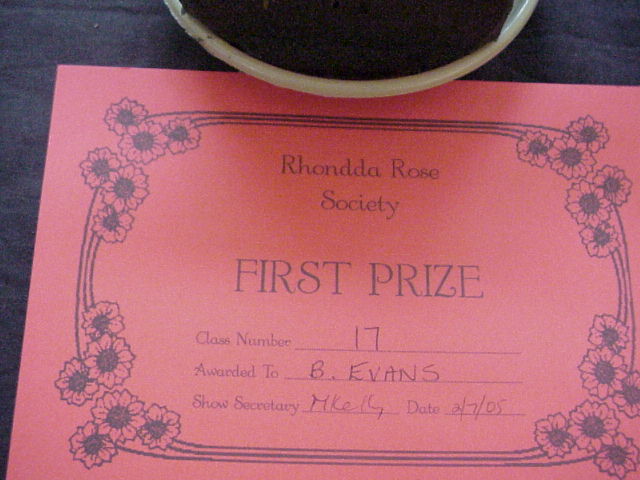 Rhondda Rose
Society
FIRST PRIZE
Class Number 17
Awarded To B. EVANS
Show Secretary MKelly Date 2/7/05